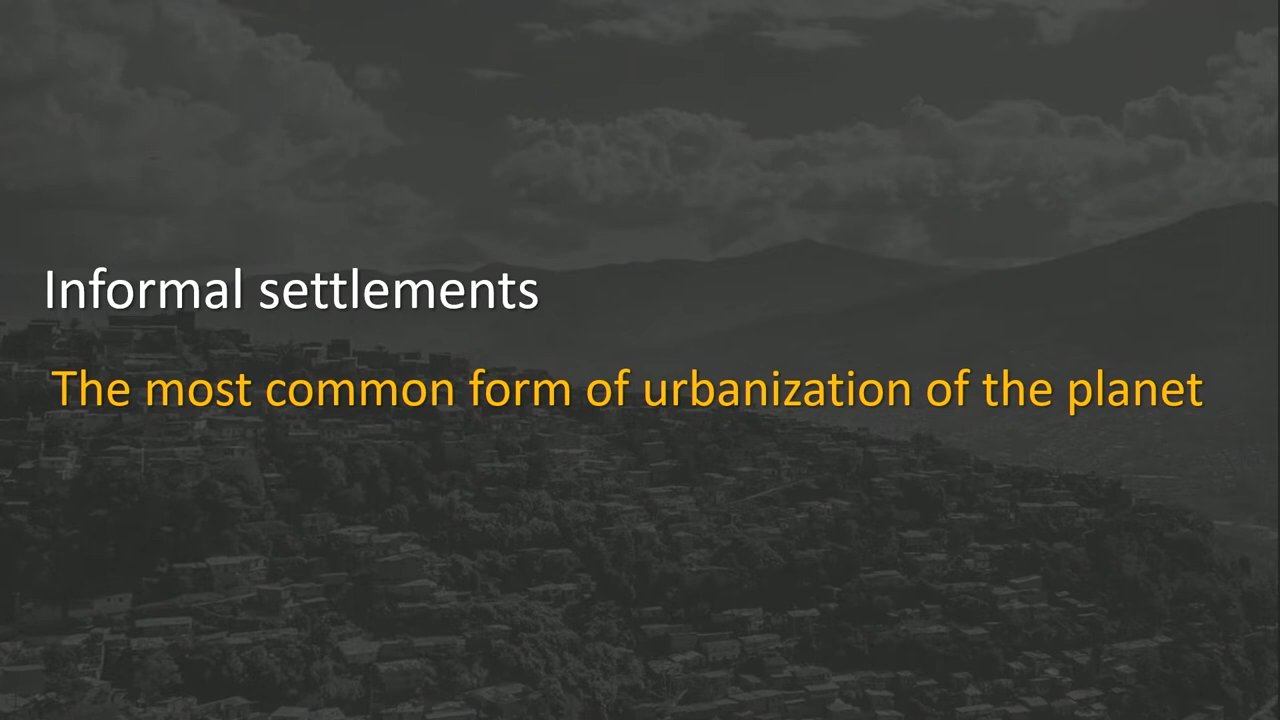 Informal settlements
The most common form of urbanization of the planet